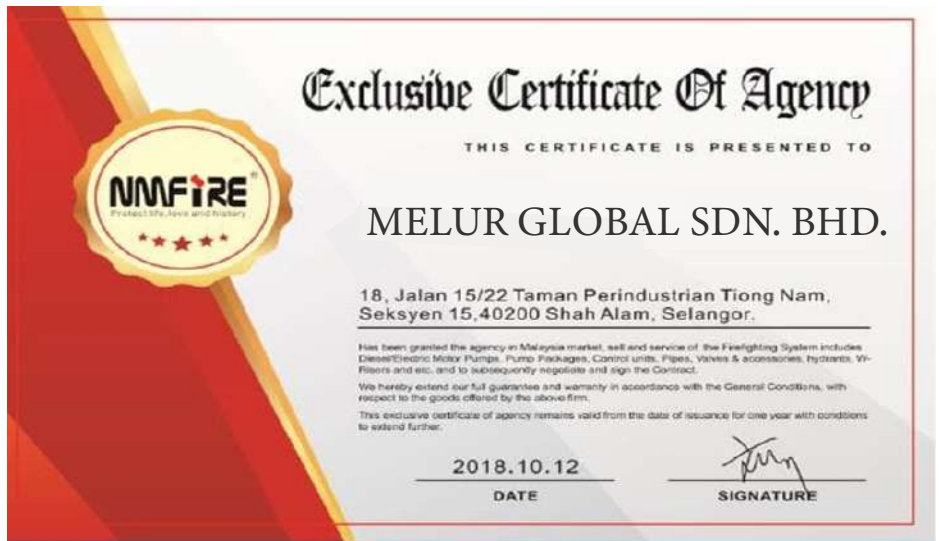 Exclusive Certificate Of Agency
THIS CERTIFICATE IS PRESENTED TO
NMFIRE®
Protect life, love and history
MELUR GLOBAL SDN. BHD.
18, Jalan 15/22 Taman Perindustrian Tiong Nam,
Seksyen 15,40200 Shah Alam, Selangor.
Has been granted the agency in Malaysia market, sell and service of the Firefighting System includes
Diesel/Electric Motor Pumps, Pump Packages, Control units, Pipes, Valves & accessories, hydrants, W-
Risers and etc. and to subsequently negotiate and sign the Contract.
We hereby extend our full guarantee and warranty in accordance with the General Conditions, with
respect to the goods offered by the above firm.
This exclusive certificate of agency remains valid from the date of issuance for one year with conditions
to extend further.
2018.10.12
DATE
SIGNATURE